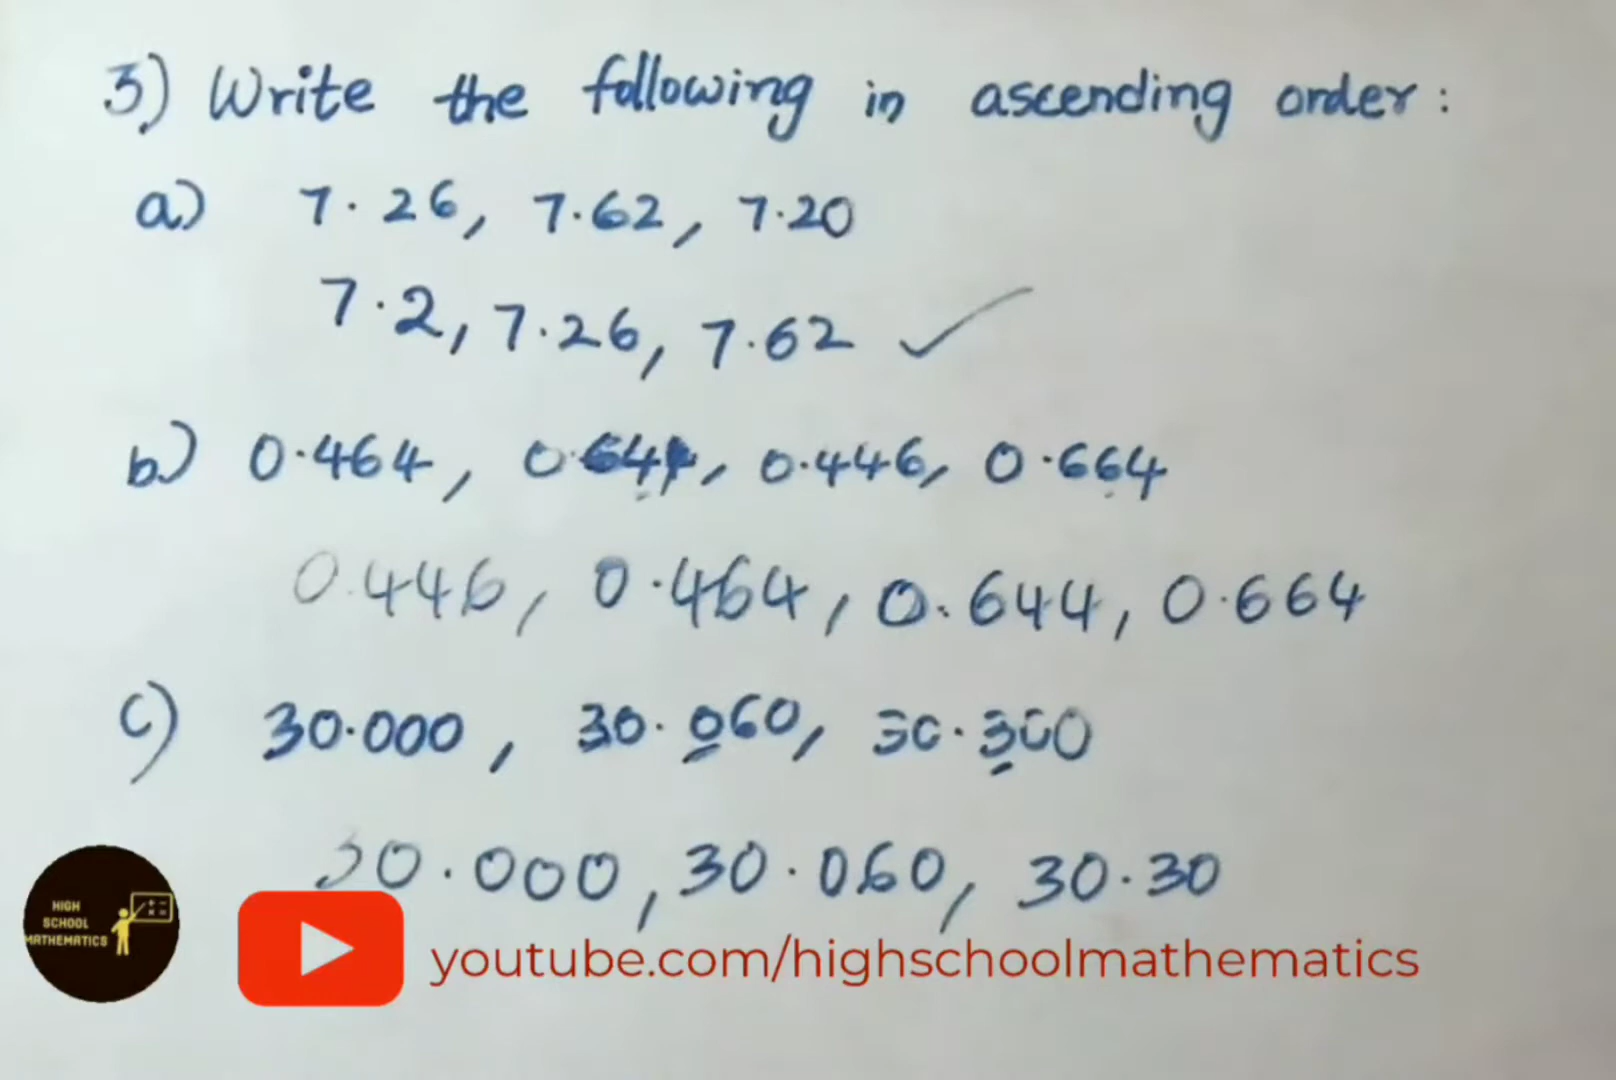 3) Write the following in ascending order :
a) 7.26, 7.62, 7.20
7.2, 7.26, 7.62 ✓
b) 0.464, 0.644, 0.446, 0.664
0.446, 0.464, 0.644, 0.664
c) 30.000, 30.060, 30.300
30.000, 30.060, 30.30
HIGH
SCHOOL
MATHEMATICS
youtube.com/highschoolmathematics